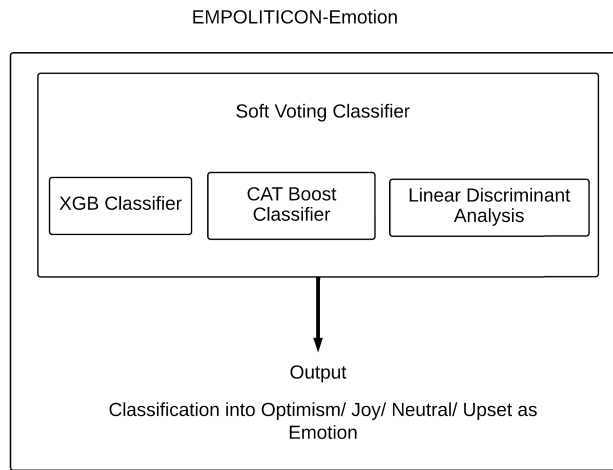 EMPOLITICON-Emotion
Soft Voting Classifier
XGB Classifier
CAT Boost
Classifier
Linear Discriminant
Analysis
Output
Classification into Optimism/ Joy/ Neutral/ Upset as
Emotion